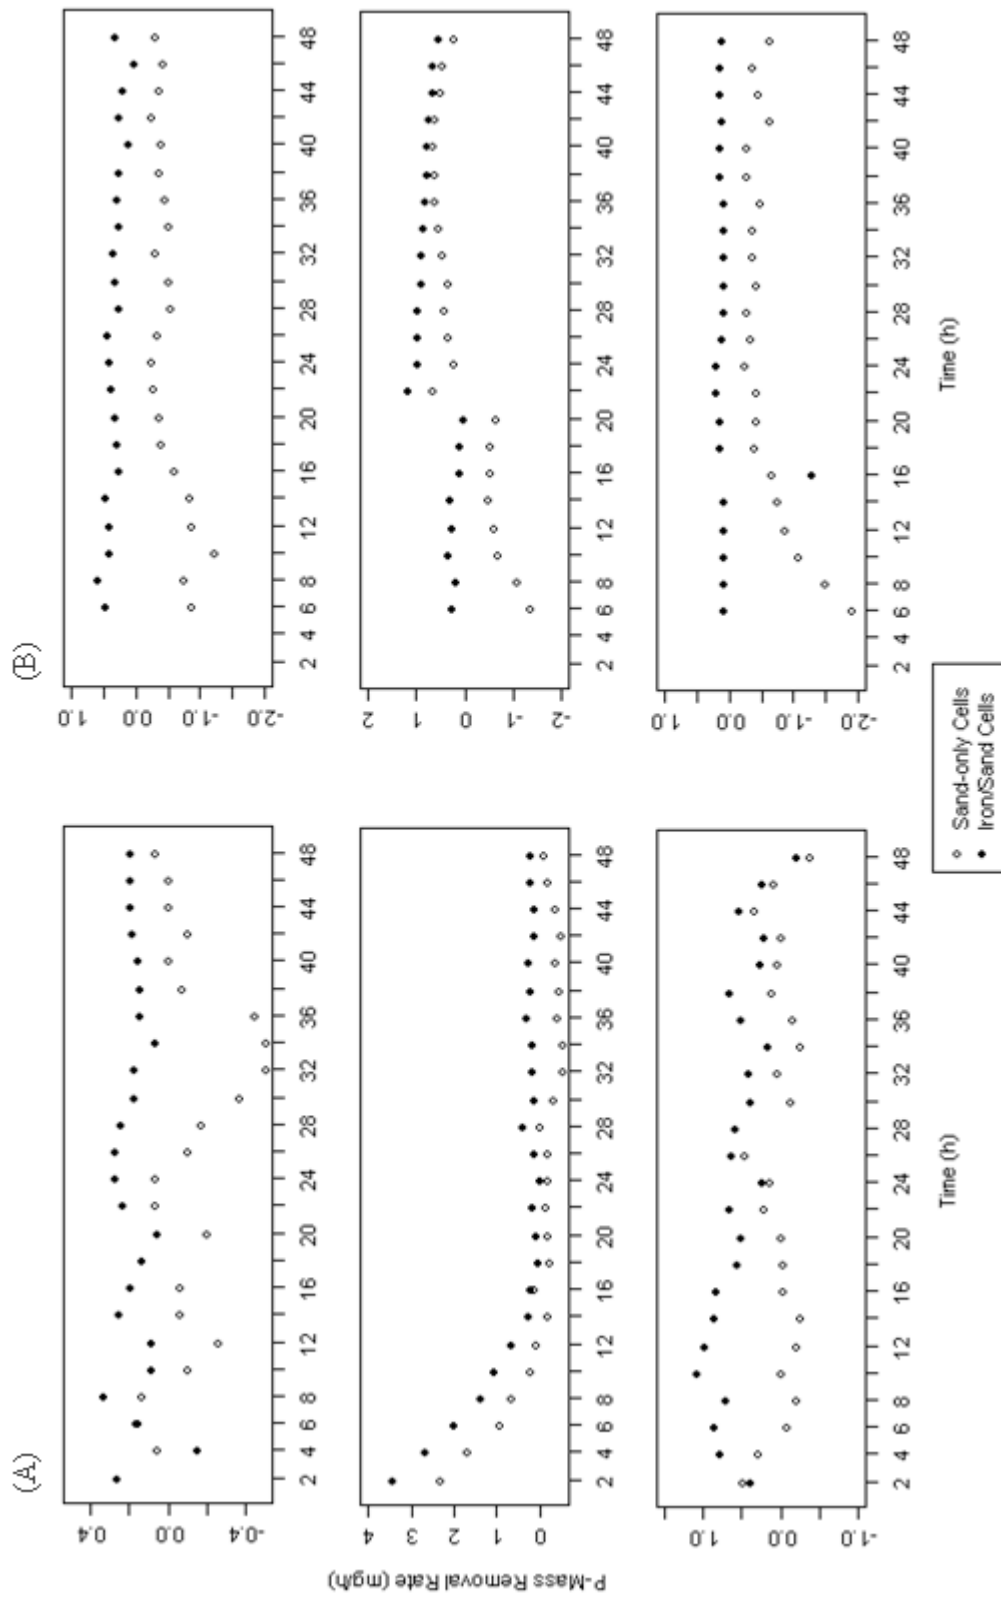 (A)
(B)
0.4
0.0
-0.4
2 4 6 8 12 16 20 24 28 32 36 40 44 48
1.0
0.0
-1.0
-2.0
2 4 6 8 12 16 20 24 28 32 36 40 44 48
P-Mass Removal Rate (mg/h)
4
3
2
1
0
2 4 6 8 12 16 20 24 28 32 36 40 44 48
2
1
0
-1
-2
2 4 6 8 12 16 20 24 28 32 36 40 44 48
1.0
0.0
-1.0
2 4 6 8 12 16 20 24 28 32 36 40 44 48
Time (h)
1.0
0.0
-1.0
-2.0
2 4 6 8 12 16 20 24 28 32 36 40 44 48
Time (h)
Sand-only Cells
Iron/Sand Cells